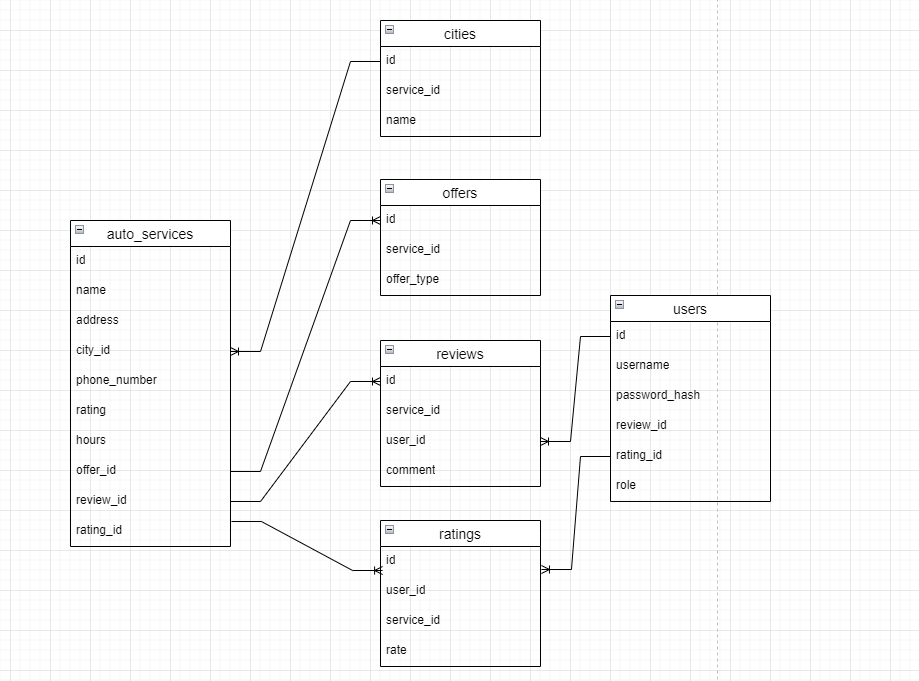 cities
id
service_id
name
offers
id
service_id
offer_type
auto_services
id
name
address
city_id
phone_number
rating
hours
offer_id
review_id
rating_id
reviews
id
service_id
user_id
comment
users
id
username
password_hash
review_id
rating_id
role
ratings
id
user_id
service_id
rate